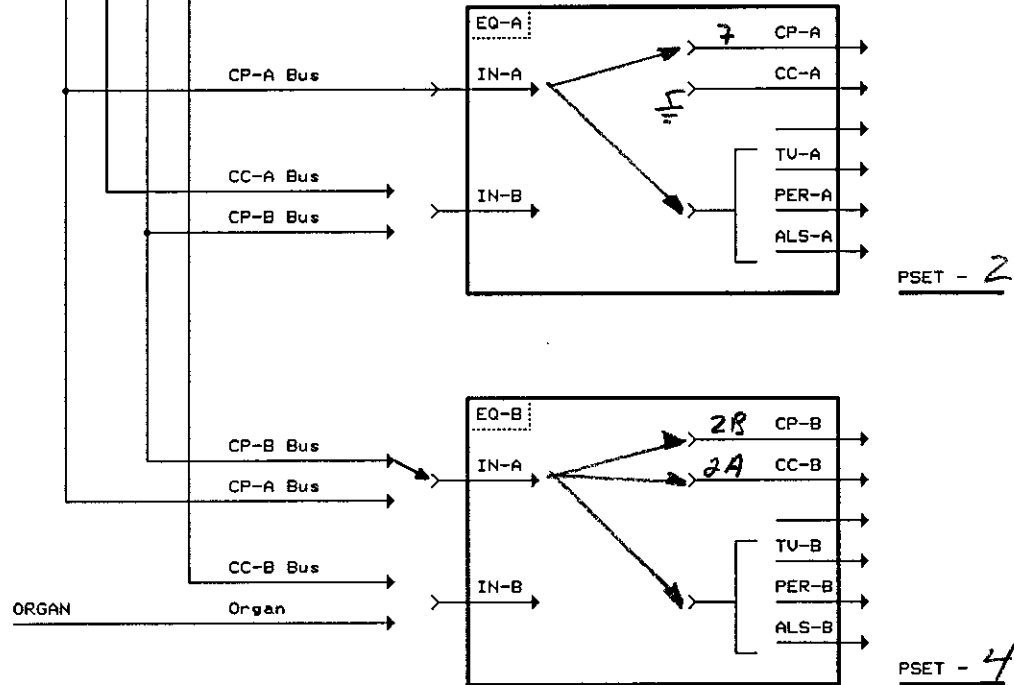 EQ-A
7 CP-A
CP-A Bus IN-A CC-A
TV-A
CC-A Bus IN-B PER-A
CP-B Bus
ALS-A
PSET - 2
EQ-B
2B CP-B
CP-B Bus IN-A 2A CC-B
CP-A Bus
TV-B
CC-B Bus IN-B PER-B
ORGAN Organ
ALS-B
PSET - 4